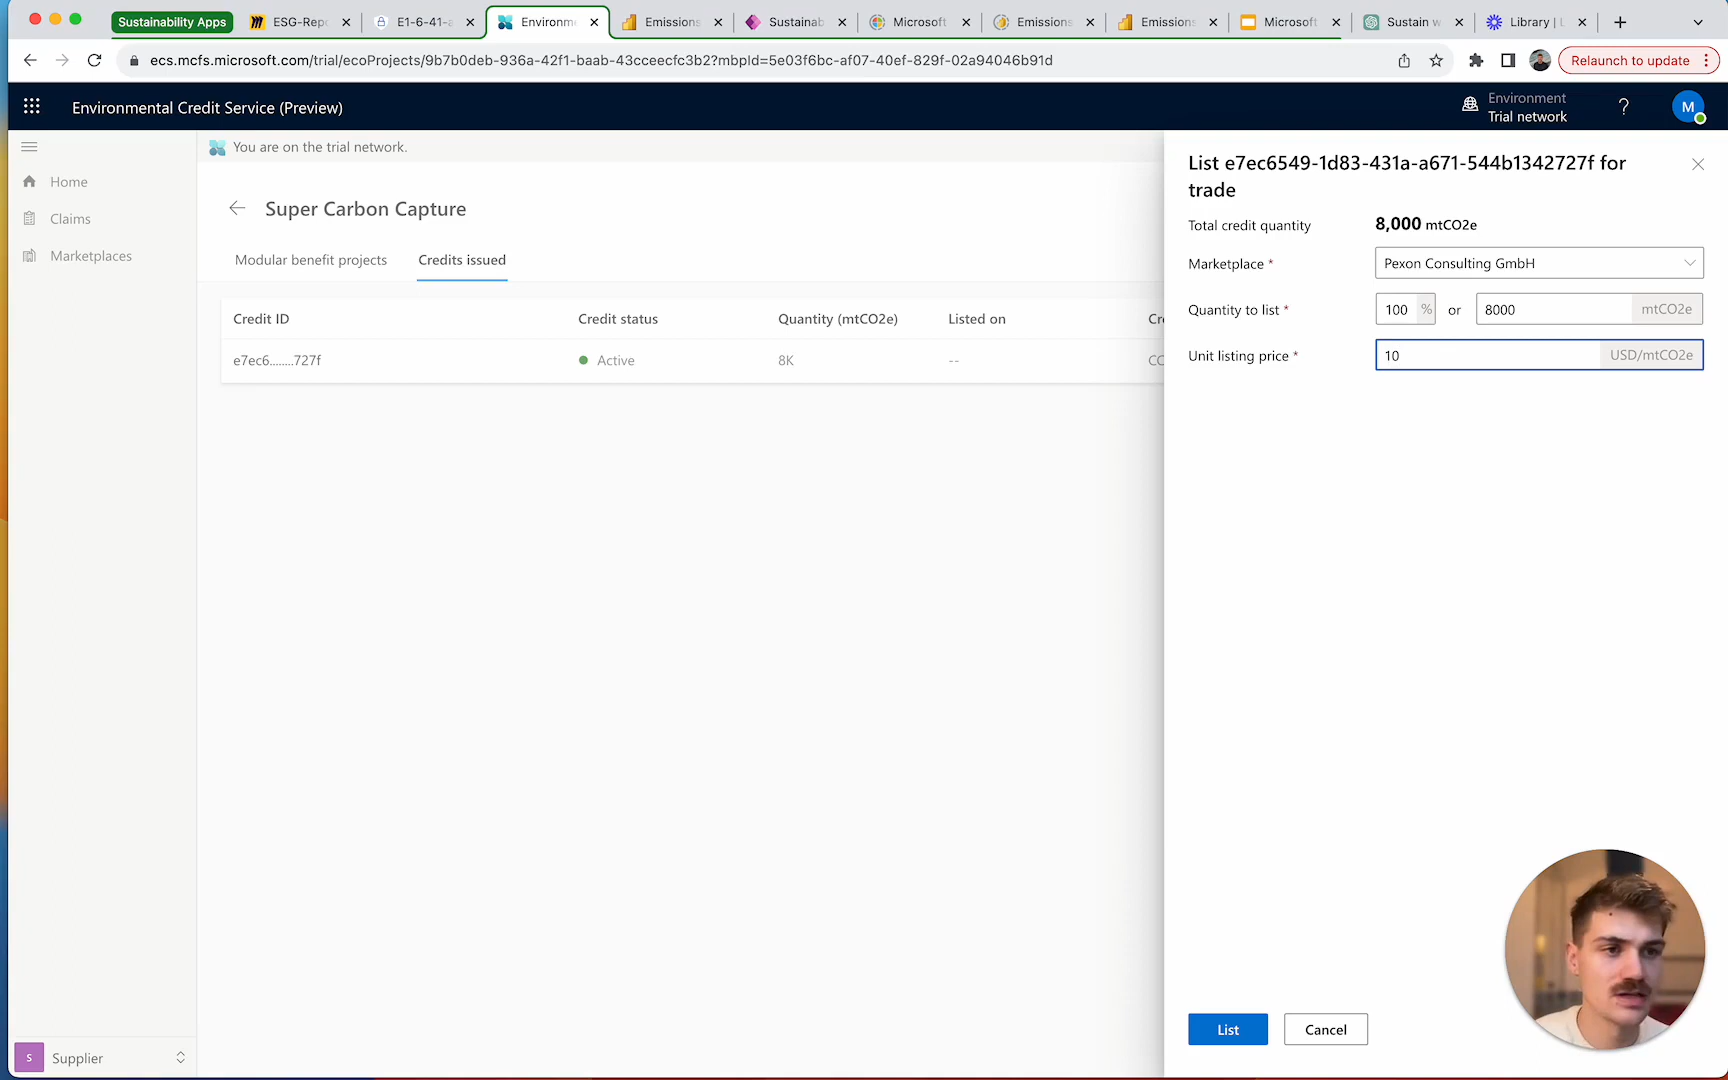 Sustainability Apps
ESG-Rep
E1-6-41-a
Environme
Emissions
Sustainab
Microsoft
Emissions
Emissions
Microsoft
Sustain w
Library | L
ecs.mcfs.microsoft.com/trial/ecoProjects/9b7b0deb-936a-42f1-baab-43cceecfc3b2?mbpId=5e03f6bc-af07-40ef-829f-02a94046b91d
Relaunch to update
Environmental Credit Service (Preview)
Environment
Trial network
?
M
Home
Claims
Marketplaces
You are on the trial network.
Super Carbon Capture
Modular benefit projects
Credits issued
Credit ID
Credit status
Quantity (mtCO2e)
Listed on
Cre
e7ec6.......727f
Active
8K
--
CC
List e7ec6549-1d83-431a-a671-544b1342727f for
trade
Total credit quantity
8,000 mtCO2e
Marketplace *
Pexon Consulting GmbH
Quantity to list *
100 % or 8000 mtCO2e
Unit listing price *
10 USD/mtCO2e
List
Cancel
S Supplier